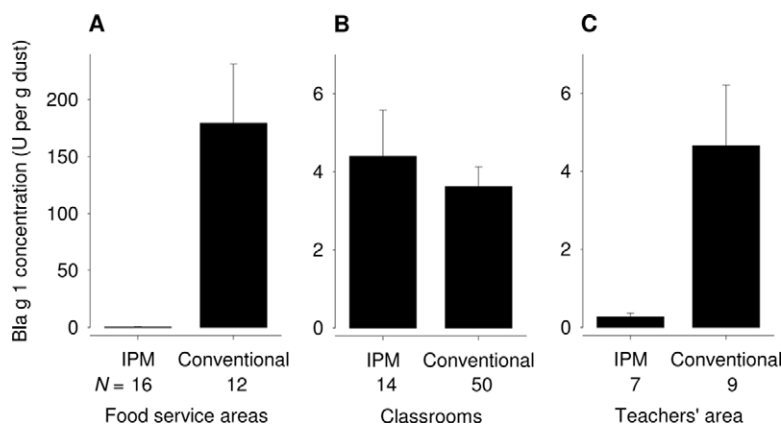 A
B
C
Bla g 1 concentration (U per g dust)
200
150
100
50
0
6
4
2
0
6
4
2
0
IPM Conventional
IPM Conventional
IPM Conventional
N = 16 12
14 50
7 9
Food service areas
Classrooms
Teachers' area